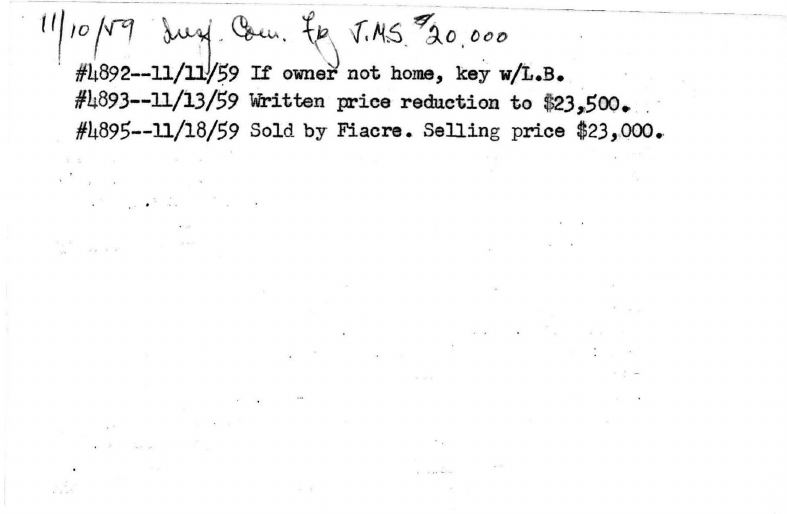 11/10/59 Com. V.M.S. $20,000
#4892--11/11/59 If owner not home, key w/L.B.
#4893--11/13/59 Written price reduction to $23,500.
#4895--11/18/59 Sold by Fiacre. Selling price $23,000.